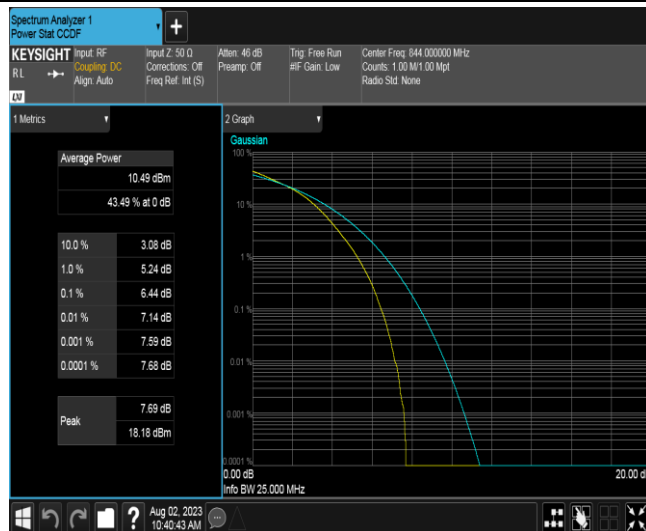 Spectrum Analyzer 1
Power Stat CCDF
+
KEYSIGHT
RL
Input: RF
Coupling: DC
Align: Auto
Input Z: 50 Ω
Corrections: Off
Freq Ref: Int (S)
Atten: 46 dB
Preamp: Off
Trig: Free Run
#IF Gain: Low
Center Freq: 844.000000 MHz
Counts: 1.00 M/1.00 Mpt
Radio Std: None
1 Metrics
Average Power
10.49 dBm
43.49 % at 0 dB
10.0 % 3.08 dB
1.0 % 5.24 dB
0.1 % 6.44 dB
0.01 % 7.14 dB
0.001 % 7.59 dB
0.0001 % 7.68 dB
Peak
7.69 dB
18.18 dBm
2 Graph
Gaussian
100 %
10 %
1 %
0.1 %
0.01 %
0.001 %
0.0001 %
0.00 dB
20.00 d
Info BW 25.000 MHz
?
Aug 02, 2023
10:40:43 AM